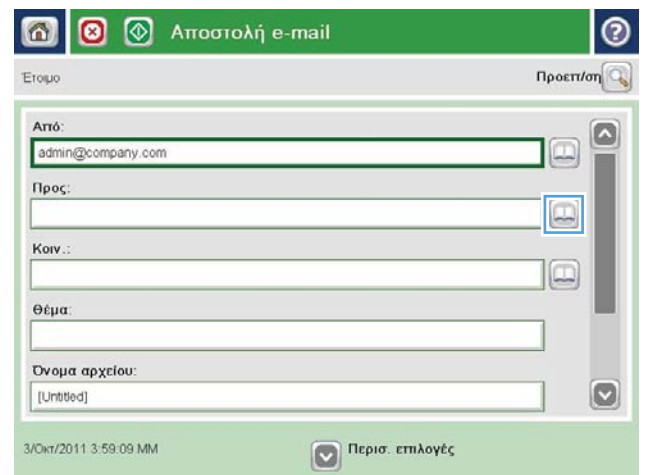 Αποστολή e-mail
Έτοιμο
Προεπ/ση
Από:
admin@company.com
Προς:
Κοιν.:
Θέμα:
Όνομα αρχείου:
[Untitled]
3/Οκτ/2011 3:59:09 MM
Περισ. επιλογές